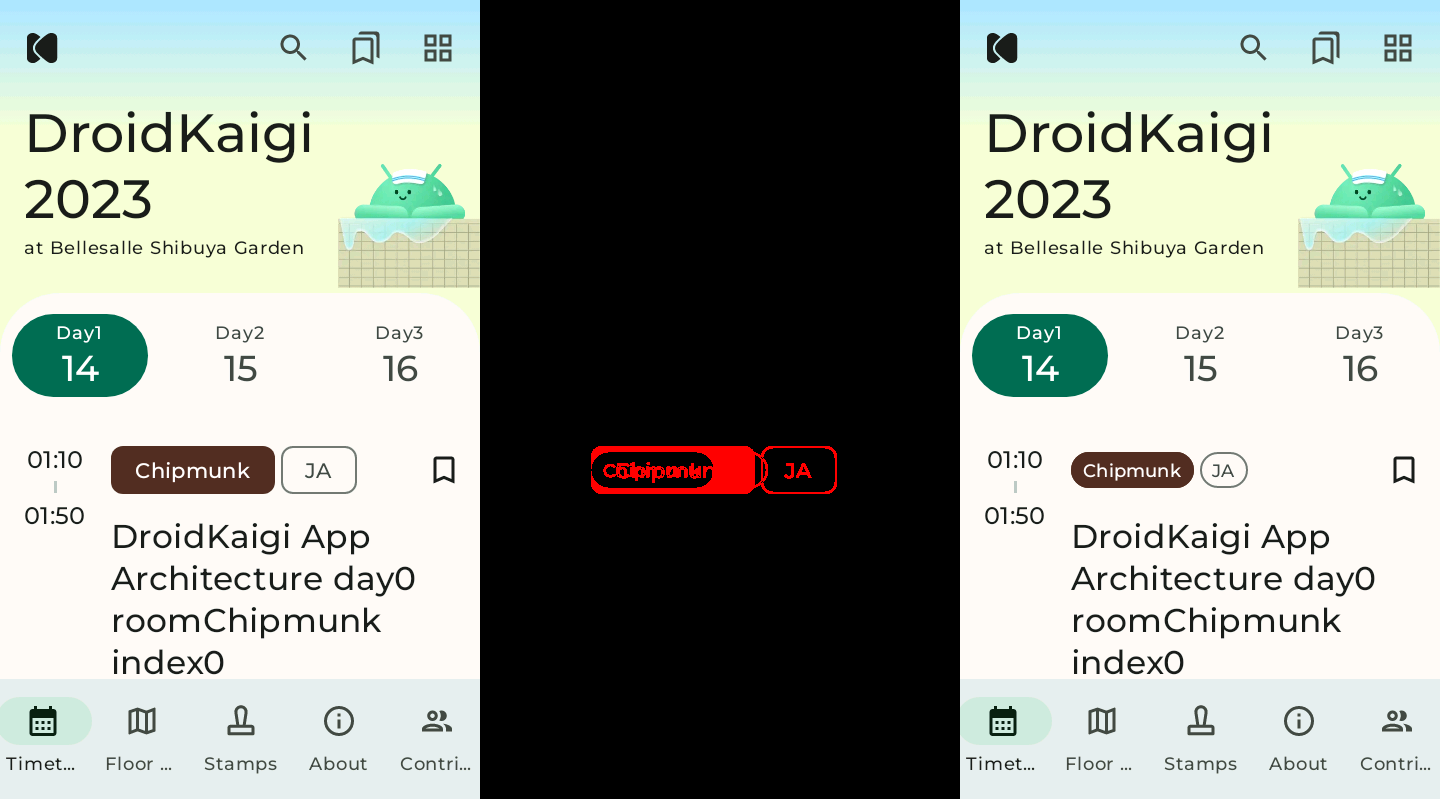 DroidKaigi
2023
at Bellesalle Shibuya Garden
Day1
14
Day2
15
Day3
16
01:10
01:50
Chipmunk
JA
DroidKaigi App
Architecture day0
roomChipmunk
index0
Timet...
Floor ...
Stamps
About
Contri...
Chipmunk
JA
DroidKaigi
2023
at Bellesalle Shibuya Garden
Day1
14
Day2
15
Day3
16
01:10
01:50
Chipmunk
JA
DroidKaigi App
Architecture day0
roomChipmunk
index0
Timet...
Floor ...
Stamps
About
Contri...